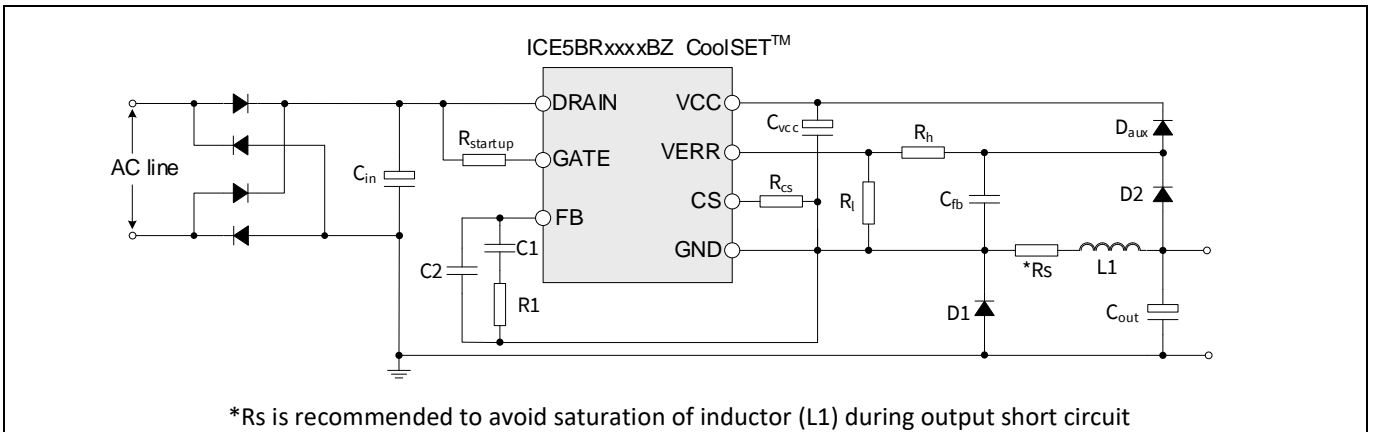 ICE5BRxxxxBZ CoolSET™
DRAIN
VCC
Cvcc
Daux
Rstartup
Rh
AC line
Cin
GATE
VERR
Rcs
Rl
Cfb
D2
CS
FB
C1
GND
C2
*Rs
L1
R1
D1
Cout
*Rs is recommended to avoid saturation of inductor (L1) during output short circuit